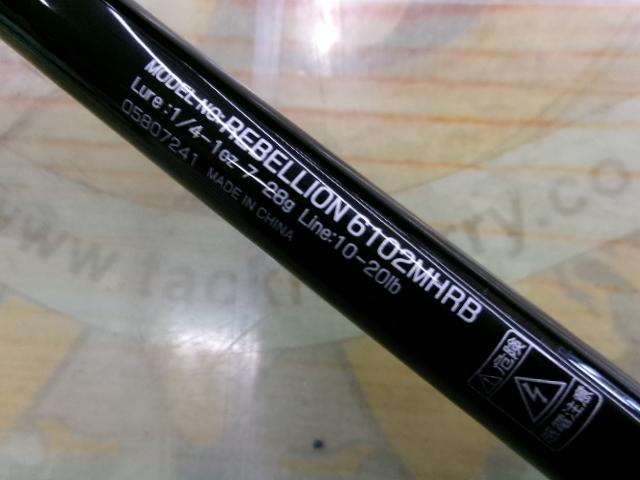 MODEL NO.REBELLION 6102MHRB
Lure:1/4-1oz 7-28g Line:10-20lb
05807241 MADE IN CHINA
危険
感電注意